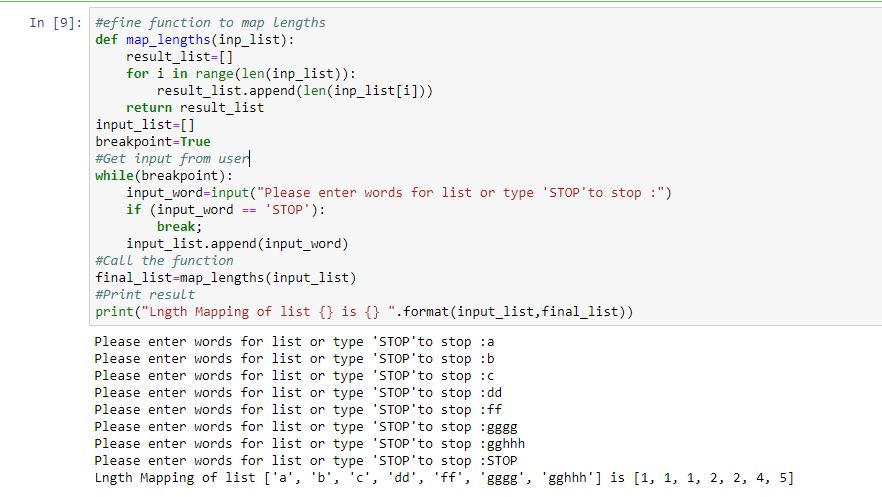 In [9]: #efine function to map lengths
def map_lengths(inp_list):
    result_list=[]
    for i in range(len(inp_list)):
        result_list.append(len(inp_list[i]))
    return result_list
input_list=[]
breakpoint=True
#Get input from user
while(breakpoint):
    input_word=input("Please enter words for list or type 'STOP'to stop :")
    if (input_word == 'STOP'):
        break;
    input_list.append(input_word)
#Call the function
final_list=map_lengths(input_list)
#Print result
print("Lngth Mapping of list {} is {} ".format(input_list,final_list))
Please enter words for list or type 'STOP'to stop :a
Please enter words for list or type 'STOP'to stop :b
Please enter words for list or type 'STOP'to stop :c
Please enter words for list or type 'STOP'to stop :dd
Please enter words for list or type 'STOP'to stop :ff
Please enter words for list or type 'STOP'to stop :gggg
Please enter words for list or type 'STOP'to stop :gghhh
Please enter words for list or type 'STOP'to stop :STOP
Lngth Mapping of list ['a', 'b', 'c', 'dd', 'ff', 'gggg', 'gghhh'] is [1, 1, 1, 2, 2, 4, 5]